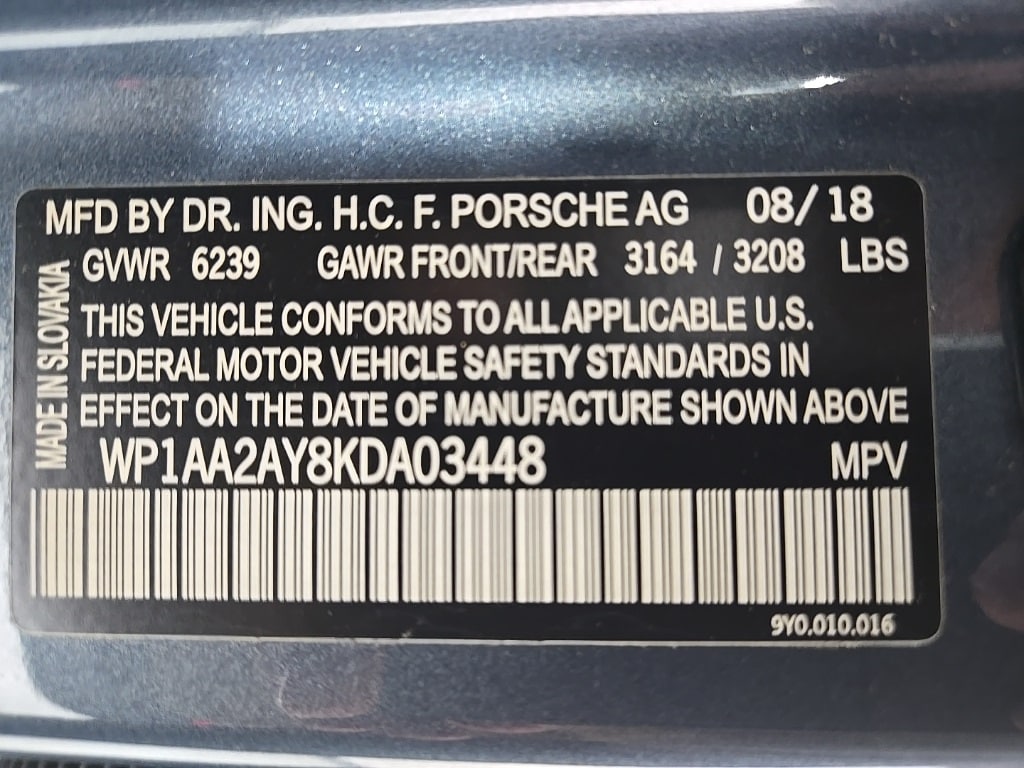 MFD BY DR. ING. H.C. F. PORSCHE AG 08/18
GVWR 6239 GAWR FRONT/REAR 3164 / 3208 LBS
MADE IN SLOVAKIA
THIS VEHICLE CONFORMS TO ALL APPLICABLE U.S.
FEDERAL MOTOR VEHICLE SAFETY STANDARDS IN
EFFECT ON THE DATE OF MANUFACTURE SHOWN ABOVE
WP1AA2AY8KDA03448 MPV
9Y0.010.016